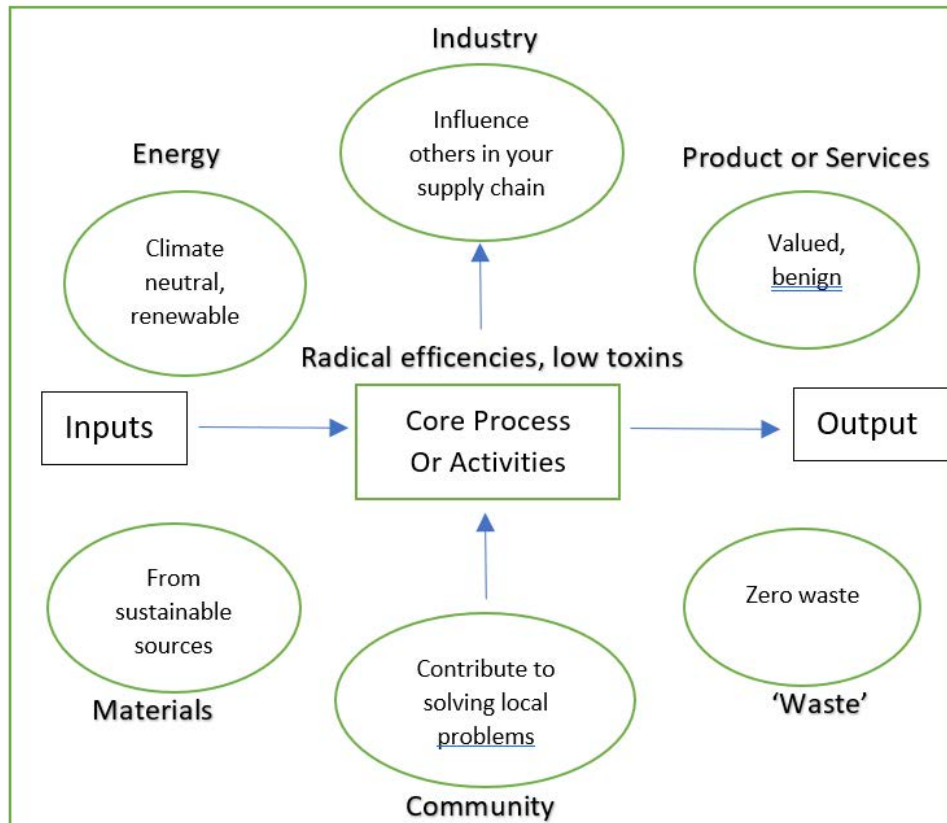 Industry
Influence
others in your
supply chain
Energy
Climate
neutral,
renewable
Product or Services
Valued,
benign
Radical efficencies, low toxins
Inputs
Core Process
Or Activities
Output
From
sustainable
sources
Materials
Contribute to
solving local
problems
Community
Zero waste
‘Waste’